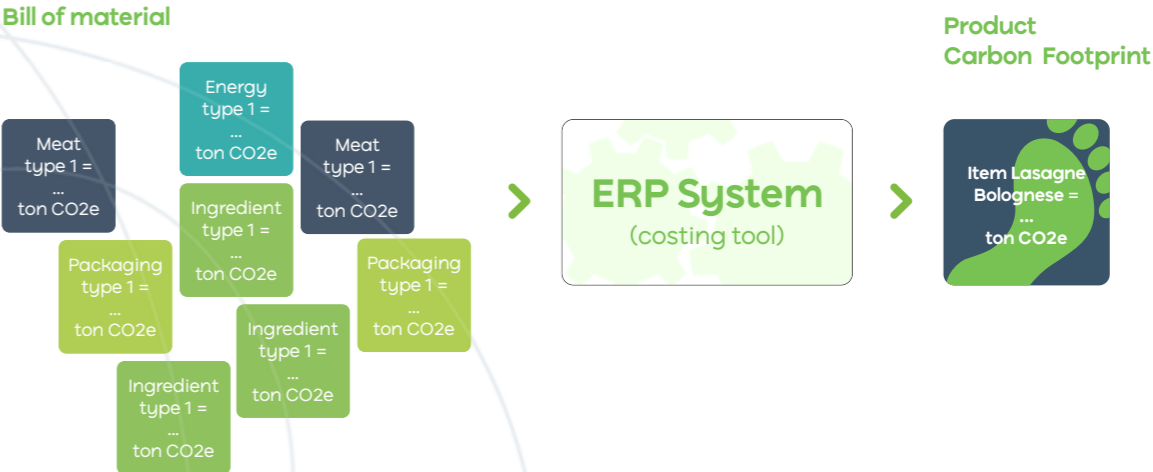 Bill of material
Product
Carbon Footprint
Energy
type 1 =
...
ton CO2e
Meat
type 1 =
...
ton CO2e
Meat
type 1 =
...
ton CO2e
Ingredient
type 1 =
...
ton CO2e
Packaging
type 1 =
...
ton CO2e
Packaging
type 1 =
...
ton CO2e
Ingredient
type 1 =
...
ton CO2e
Ingredient
type 1 =
...
ton CO2e
ERP System
(costing tool)
Item Lasagne
Bolognese =
...
ton CO2e